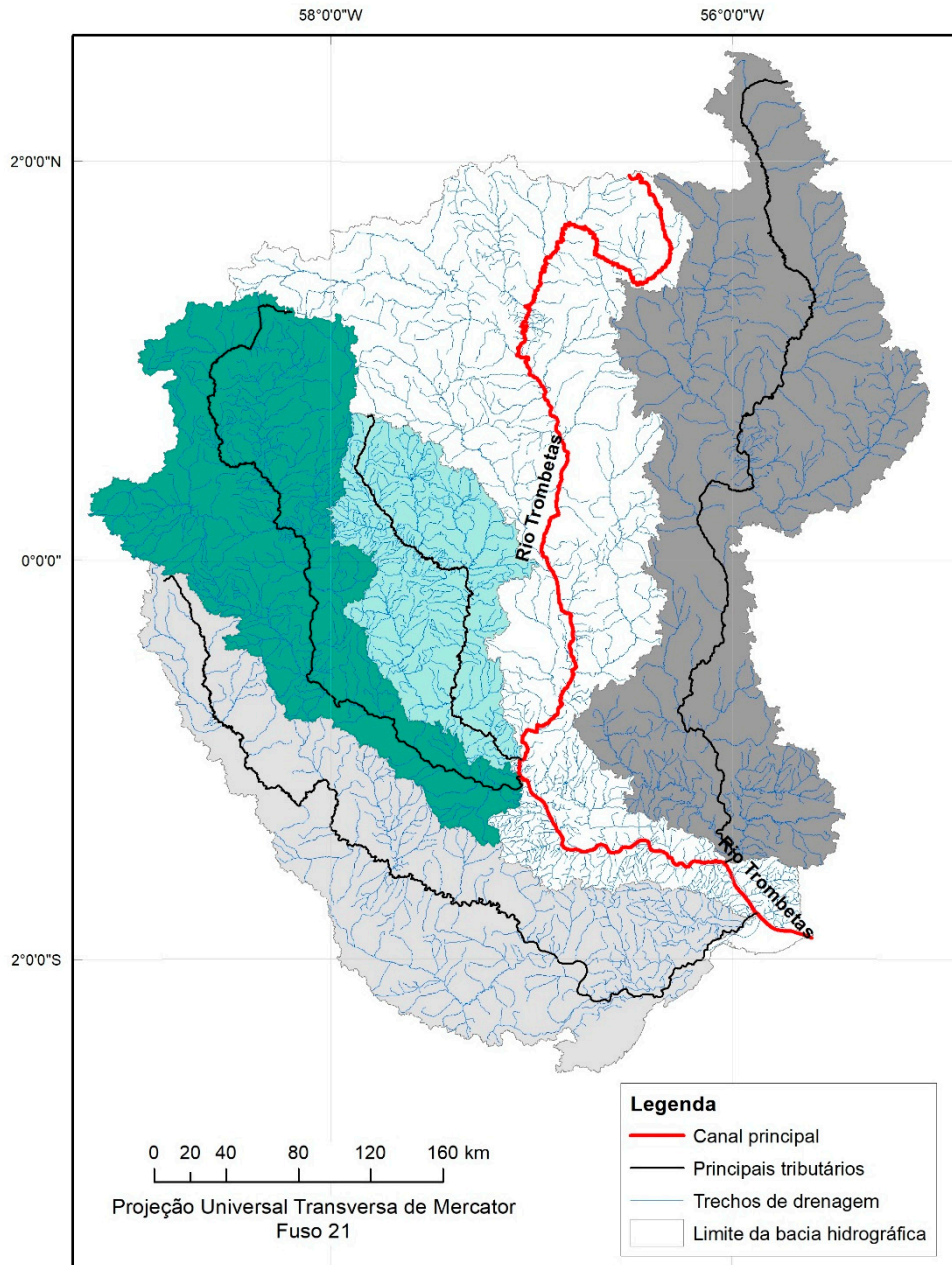 58°0'0"W
56°0'0"W
2°0'0"N
0°0'0"
2°0'0"S
Rio Trombetas
Rio Trombetas
0 20 40 80 120 160 km
Projeção Universal Transversa de Mercator
Fuso 21
Legenda
Canal principal
Principais tributários
Trechos de drenagem
Limite da bacia hidrográfica